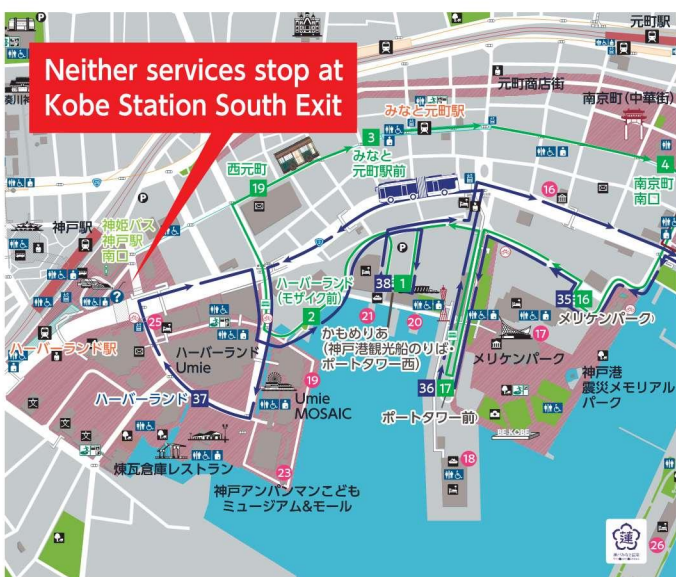 Neither services stop at
Kobe Station South Exit
元町駅
元町商店街
南京町(中華街)
みなと元町駅
3
みなと
元町駅前
西元町
19
4
南京町
南口
16
湊川神
P
神戸駅
神姫バス
神戸駅
南口
?
ハーバーランド駅
25
ハーバーランド
Umie
ハーバーランド 37
ハーバーランド
(モザイク前)
2
21
P
38 1
20
かもめりあ
(神戸港観光船のりば・
ポートタワー西)
35 16
メリケンパーク
17
メリケンパーク
36 17
ポートタワー前
神戸港
震災メモリアル
パーク
BE KOBE
19
Umie
MOSAIC
文
文
文
煉瓦倉庫レストラン
23
神戸アンパンマンこども
ミュージアム&モール
18
P
蓮
26